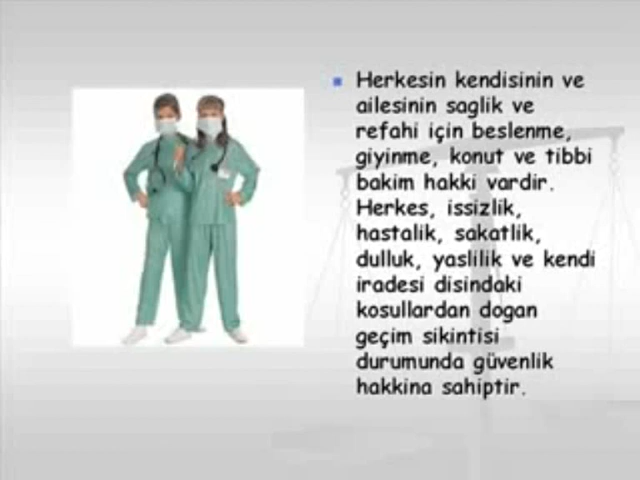 Herkesin kendisinin ve
ailesinin saglik ve
refahi için beslenme,
giyinme, konut ve tibbi
bakim hakki vardir.
Herkes, issizlik,
hastalik, sakatlik,
dulluk, yaslilik ve kendi
iradesi disindaki
kosullardan dogan
geçim sikintisi
durumunda güvenlik
hakkina sahiptir.